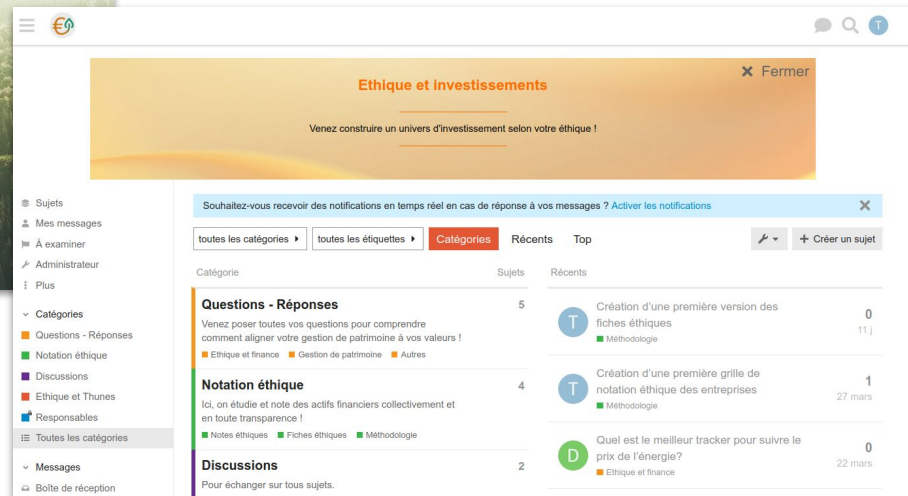 T
Fermer
Ethique et investissements
Venez construire un univers d'investissement selon votre éthique !
Sujets
Mes messages
À examiner
Administrateur
Plus
Catégories
Questions - Réponses
Notation éthique
Discussions
Ethique et Thunes
Responsables
Toutes les catégories
Messages
Boîte de réception
Souhaitez-vous recevoir des notifications en temps réel en cas de réponse à vos messages ? Activer les notifications
toutes les catégories
toutes les étiquettes
Catégories
Récents
Top
Créer un sujet
Catégorie
Sujets
Questions - Réponses
5
Venez poser toutes vos questions pour comprendre
comment aligner votre gestion de patrimoine à vos valeurs !
Ethique et finance Gestion de patrimoine Autres
Notation éthique
4
Ici, on étudie et note des actifs financiers collectivement et
en toute transparence !
Notes éthiques Fiches éthiques Méthodologie
Discussions
2
Pour échanger sur tous sujets.
Récents
T
Création d'une première version des
fiches éthiques
Méthodologie
0
11 j
T
Création d'une première grille de
notation éthique des entreprises
Méthodologie
1
27 mars
D
Quel est le meilleur tracker pour suivre le
prix de l'énergie?
Ethique et finance
0
22 mars